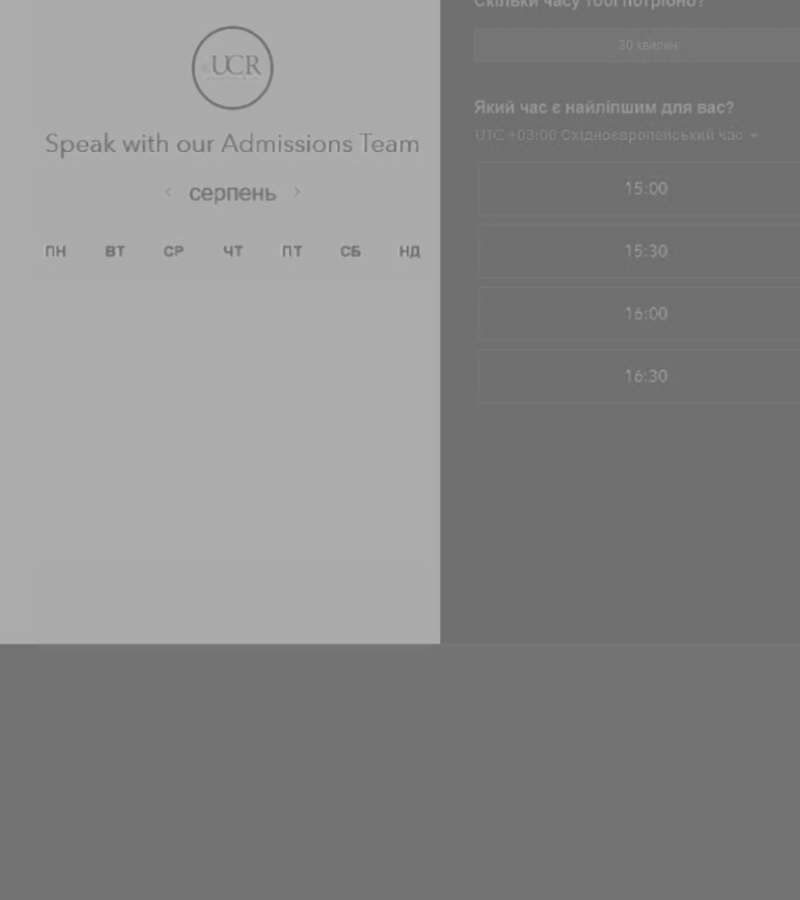 UCR
Speak with our Admissions Team
серпень
ПН ВТ СР ЧТ ПТ СБ НД
Скільки часу тобі потрібно?
30 хвилин
Який час є найліпшим для вас?
UTC +03:00 Східноєвропейський час
15:00
15:30
16:00
16:30